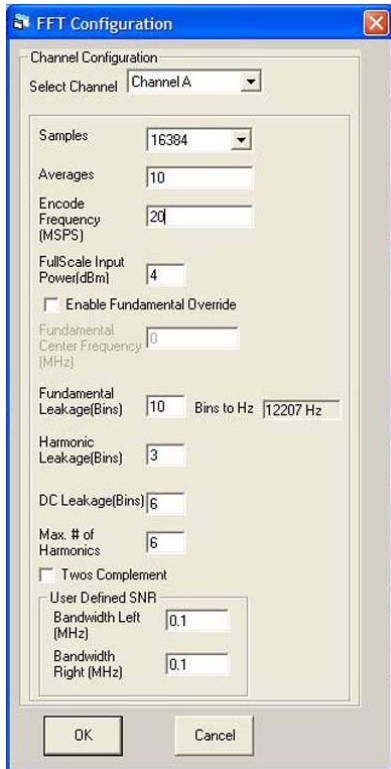 FFT Configuration
Channel Configuration
Select Channel Channel A
Samples 16384
Averages 10
Encode
Frequency
(MSPS) 20
FullScale Input
Power(dBm) 4
Enable Fundamental Override
Fundamental
Center Frequency
(MHz) 0
Fundamental
Leakage(Bins) 10 Bins to Hz 12207 Hz
Harmonic
Leakage(Bins) 3
DC Leakage(Bins) 6
Max. # of
Harmonics 6
Twos Complement
User Defined SNR
Bandwidth Left
(MHz) 0.1
Bandwidth
Right (MHz) 0.1
OK Cancel